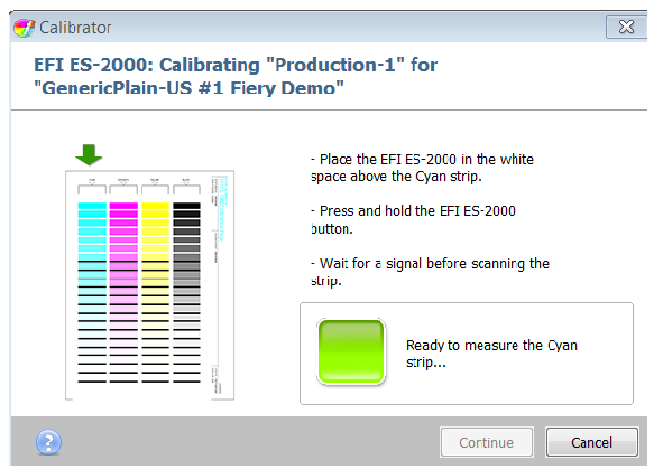 Calibrator
EFI ES-2000: Calibrating "Production-1" for
"GenericPlain-US #1 Fiery Demo"
- Place the EFI ES-2000 in the white
space above the Cyan strip.
- Press and hold the EFI ES-2000
button.
- Wait for a signal before scanning the
strip.
Ready to measure the Cyan
strip...
?
Continue
Cancel